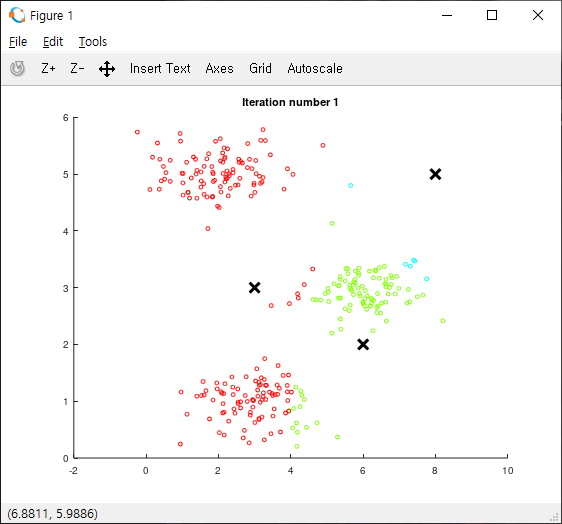 Figure 1
File Edit Tools
Z+ Z- Insert Text Axes Grid Autoscale
Iteration number 1
6
5
4
3
2
1
0
-2 0 2 4 6 8 10
(6.8811, 5.9886)